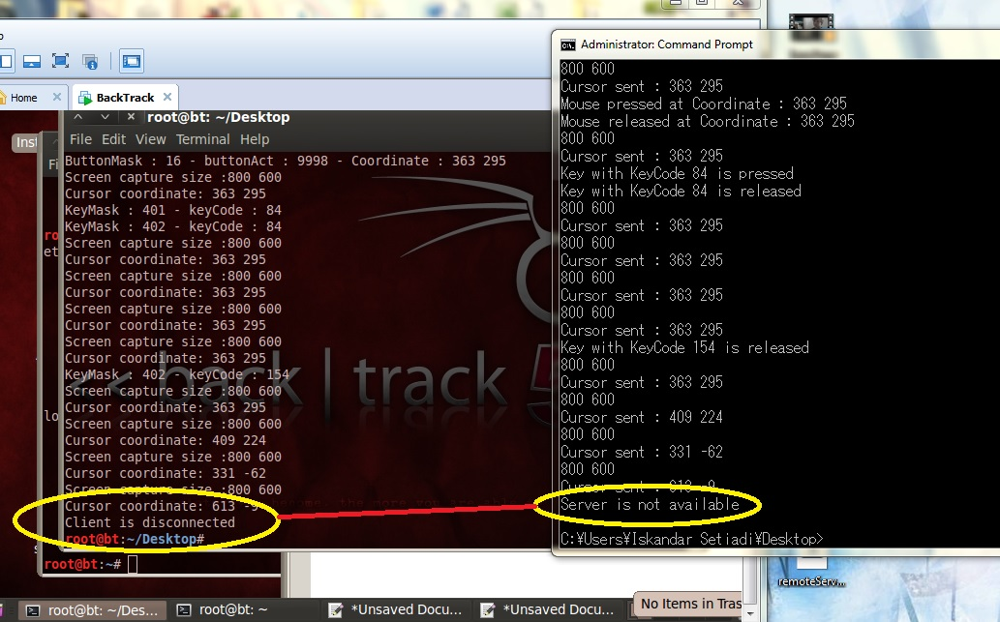 Home
BackTrack
root@bt: ~/Desktop
File Edit View Terminal Help
ButtonMask : 16 - buttonAct : 9998 - Coordinate : 363 295
Screen capture size :800 600
Cursor coordinate: 363 295
KeyMask : 401 - keyCode : 84
KeyMask : 402 - keyCode : 84
Screen capture size :800 600
Cursor coordinate: 363 295
Screen capture size :800 600
Cursor coordinate: 363 295
Screen capture size :800 600
Cursor coordinate: 363 295
Screen capture size :800 600
Cursor coordinate: 363 295
KeyMask : 402 - keyCode : 154
Screen capture size :800 600
Cursor coordinate: 363 295
Screen capture size :800 600
Cursor coordinate: 409 224
Screen capture size :800 600
Cursor coordinate: 331 -62
Screen capture size :800 600
Cursor coordinate: 613 -9
Client is disconnected
root@bt:~/Desktop#
<< back | track 5
root@bt:~#
Administrator: Command Prompt
800 600
Cursor sent : 363 295
Mouse pressed at Coordinate : 363 295
Mouse released at Coordinate : 363 295
800 600
Cursor sent : 363 295
Key with KeyCode 84 is pressed
Key with KeyCode 84 is released
800 600
Cursor sent : 363 295
800 600
Cursor sent : 363 295
800 600
Cursor sent : 363 295
800 600
Cursor sent : 363 295
Key with KeyCode 154 is released
800 600
Cursor sent : 363 295
800 600
Cursor sent : 409 224
800 600
Cursor sent : 331 -62
800 600
Cursor sent : 613 -9
Server is not available
C:¥Users¥Iskandar Setiadi¥Desktop>
remoteServ...
No Items in Tras
root@bt: ~/Des...
root@bt: ~
*Unsaved Docu...
*Unsaved Docu...